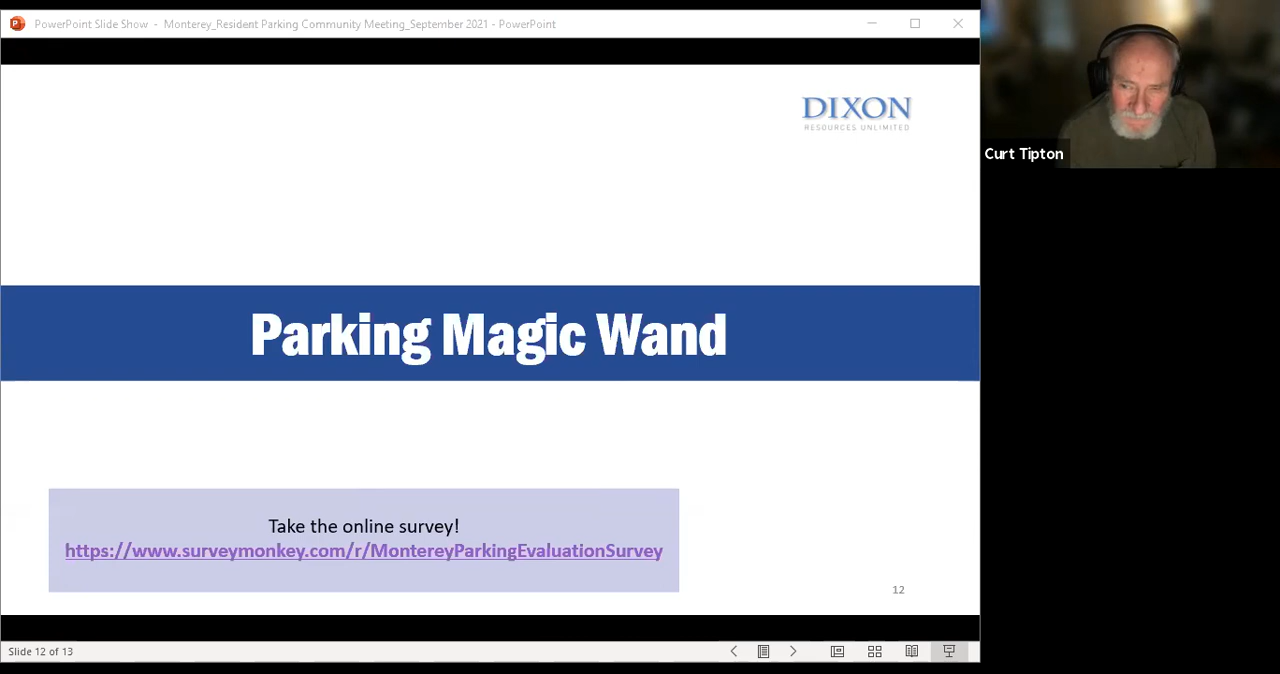 PowerPoint Slide Show - Monterey_Resident Parking Community Meeting_September 2021 - PowerPoint
DIXON
RESOURCES UNLIMITED
Curt Tipton
Parking Magic Wand
Take the online survey!
https://www.surveymonkey.com/r/MontereyParkingEvaluationSurvey
12
Slide 12 of 13